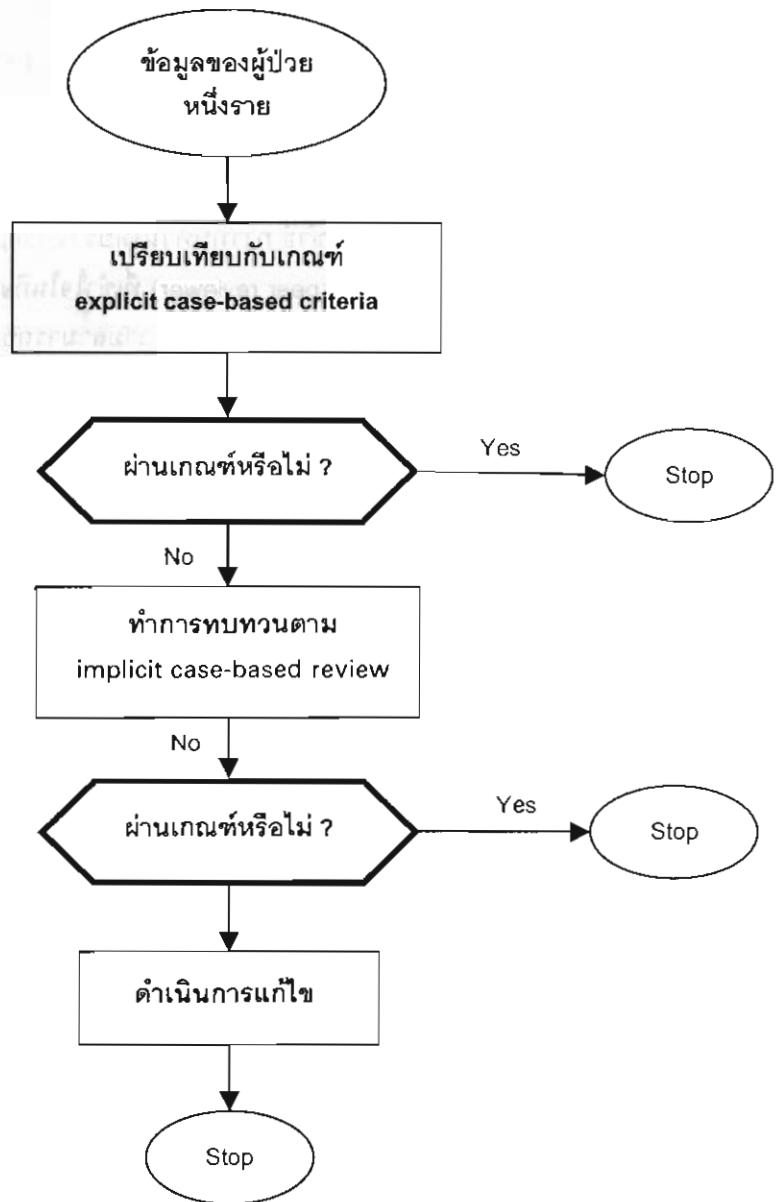 ข้อมูลของผู้ป่วย
หนึ่งราย
เปรียบเทียบกับเกณฑ์
explicit case-based criteria
ผ่านเกณฑ์หรือไม่ ?
Yes
Stop
No
ทำการทบทวนตาม
implicit case-based review
No
ผ่านเกณฑ์หรือไม่ ?
Yes
Stop
ดำเนินการแก้ไข
Stop